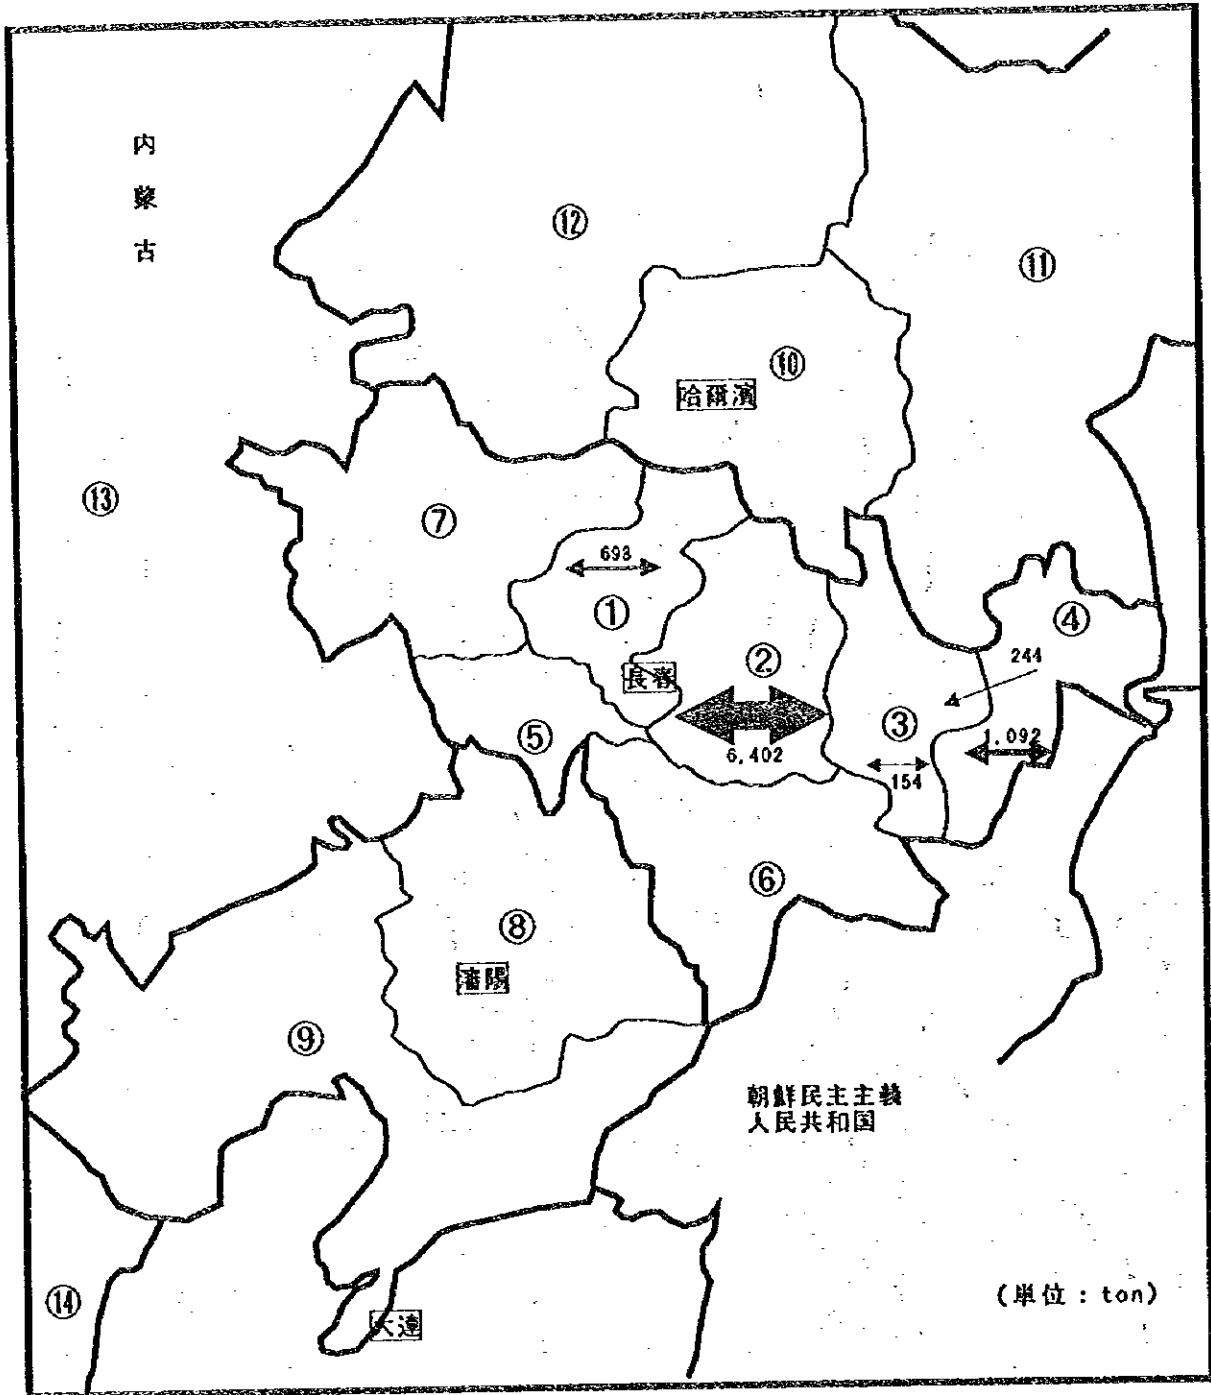 内蒙古
⑫
⑪
⑩
哈爾濱
⑬
⑦
693
①
④
②
244
長春
③
⑤
1,092
6,402
154
⑥
⑧
瀋陽
⑨
朝鮮民主主義
人民共和国
(単位：ton)
⑭
大連